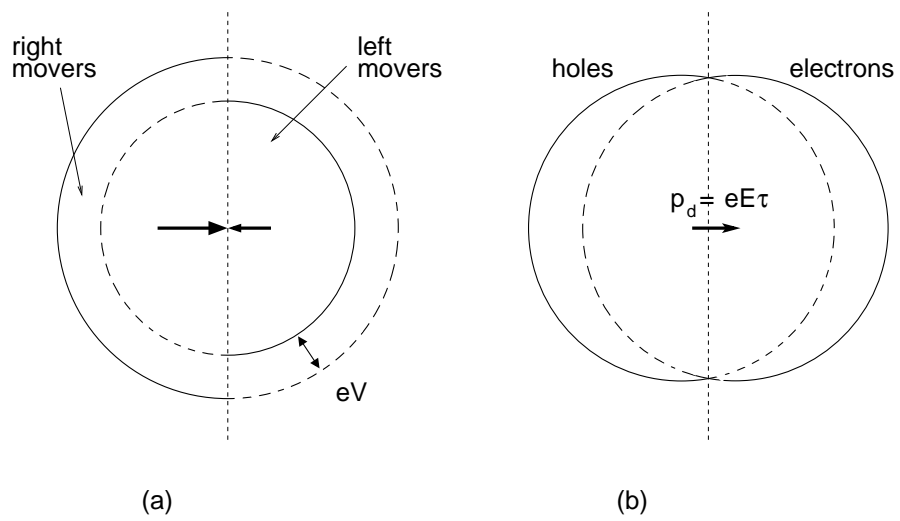 right
movers
left
movers
eV
(a)
holes
electrons
p_d = eEτ
(b)